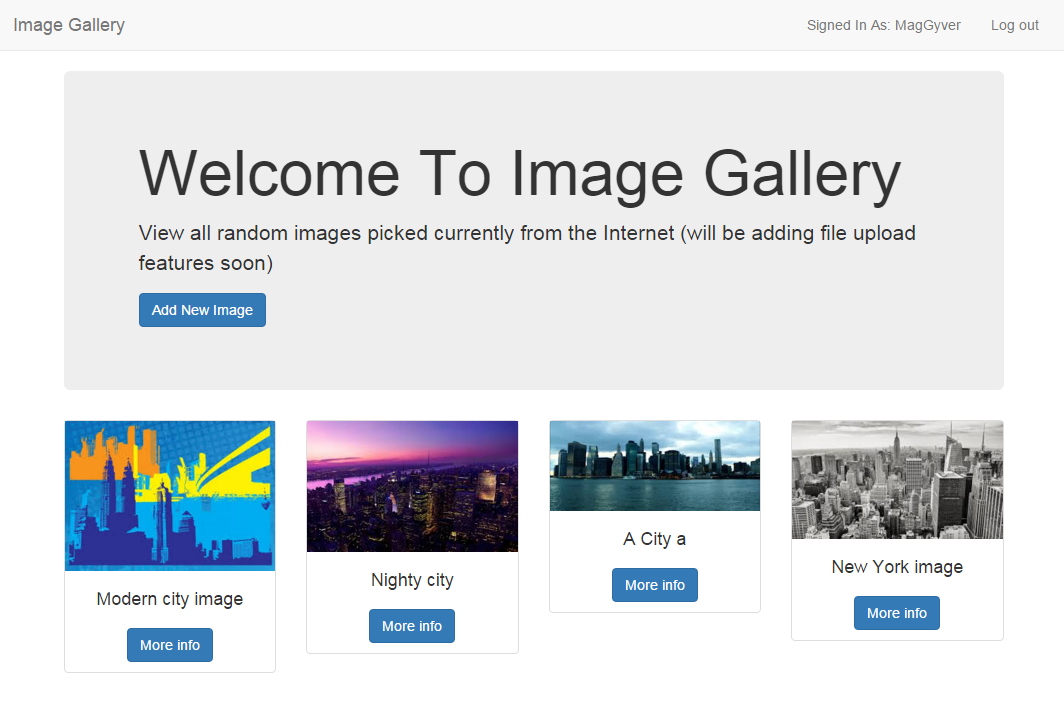 Image Gallery
Signed In As: MagGyver
Log out
Welcome To Image Gallery
View all random images picked currently from the Internet (will be adding file upload
features soon)
Add New Image
Modern city image
More info
Nighty city
More info
A City a
More info
New York image
More info